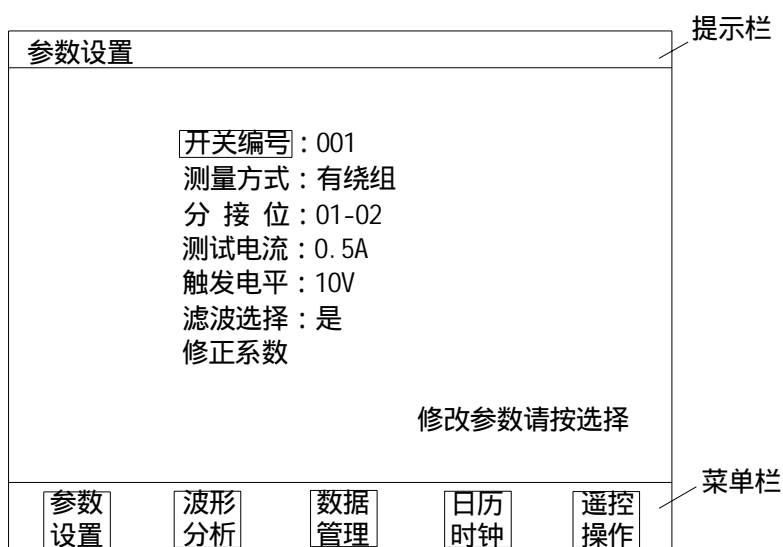 提示栏
参数设置
开关编号：001
测量方式：有绕组
分 接 位：01-02
测试电流：0.5A
触发电平：10V
滤波选择：是
修正系数
修改参数请按选择
菜单栏
参数 波形 数据 日历 遥控
设置 分析 管理 时钟 操作